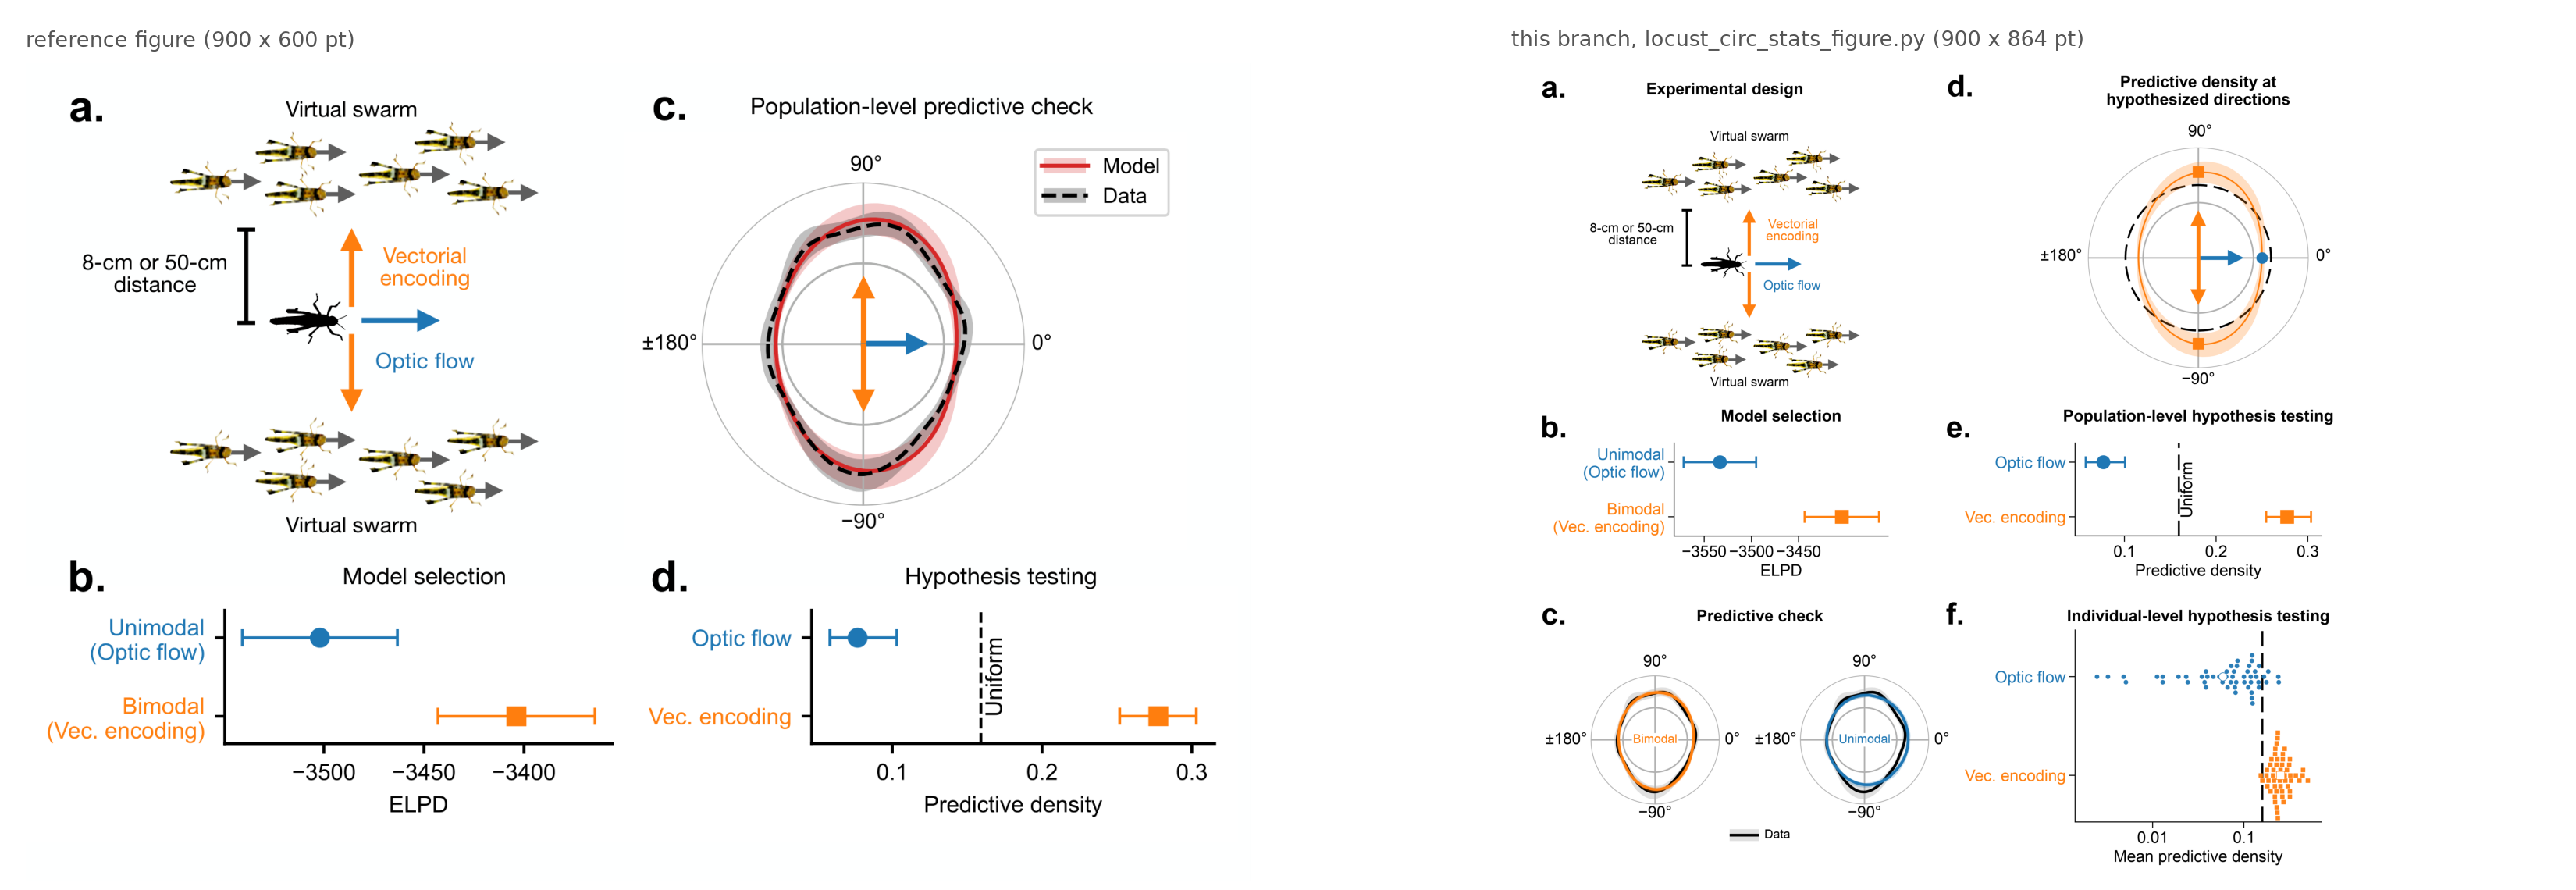 reference figure (900 x 600 pt)
a.
Virtual swarm
8-cm or 50-cm
distance
Vectorial
encoding
Optic flow
Virtual swarm
c.
Population-level predictive check
Model
Data
90°
±180°
0°
−90°
b.
Model selection
Unimodal
(Optic flow)
Bimodal
(Vec. encoding)
−3500
−3450
−3400
ELPD
d.
Hypothesis testing
Optic flow
Vec. encoding
Uniform
0.1
0.2
0.3
Predictive density
this branch, locust_circ_stats_figure.py (900 x 864 pt)
a.
Experimental design
Virtual swarm
8-cm or 50-cm
distance
Vectorial
encoding
Optic flow
Virtual swarm
d.
Predictive density at
hypothesized directions
90°
±180°
0°
−90°
b.
Model selection
Unimodal
(Optic flow)
Bimodal
(Vec. encoding)
−3550
−3500
−3450
ELPD
e.
Population-level hypothesis testing
Optic flow
Vec. encoding
Uniform
0.1
0.2
0.3
Predictive density
c.
Predictive check
90°
±180°
Bimodal
0°
−90°
90°
±180°
Unimodal
0°
−90°
Data
f.
Individual-level hypothesis testing
Optic flow
Vec. encoding
0.01
0.1
Mean predictive density